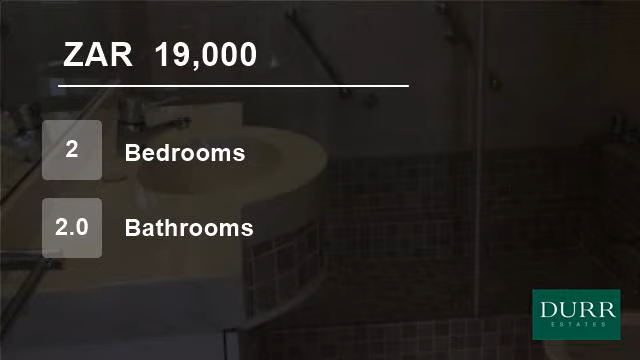 ZAR 19,000
2 Bedrooms
2.0 Bathrooms
DURR
ESTATES